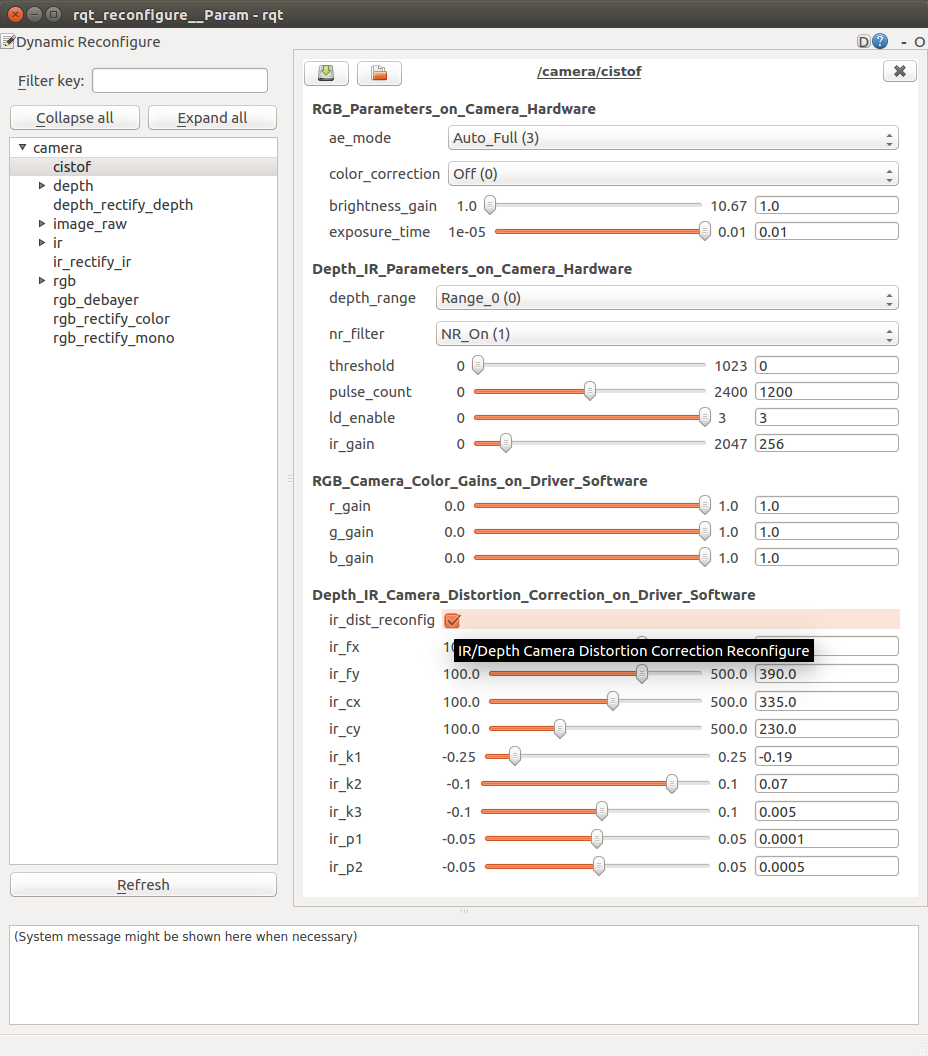 rqt_reconfigure__Param - rqt
Dynamic Reconfigure
D ? - O
Filter key:
Collapse all Expand all
camera
cistof
depth
depth_rectify_depth
image_raw
ir
ir_rectify_ir
rgb
rgb_debayer
rgb_rectify_color
rgb_rectify_mono
Refresh
/camera/cistof
RGB_Parameters_on_Camera_Hardware
ae_mode Auto_Full (3)
color_correction Off (0)
brightness_gain 1.0 10.67 1.0
exposure_time 1e-05 0.01 0.01
Depth_IR_Parameters_on_Camera_Hardware
depth_range Range_0 (0)
nr_filter NR_On (1)
threshold 0 1023 0
pulse_count 0 2400 1200
ld_enable 0 3 3
ir_gain 0 2047 256
RGB_Camera_Color_Gains_on_Driver_Software
r_gain 0.0 1.0 1.0
g_gain 0.0 1.0 1.0
b_gain 0.0 1.0 1.0
Depth_IR_Camera_Distortion_Correction_on_Driver_Software
ir_dist_reconfig
ir_fx
IR/Depth Camera Distortion Correction Reconfigure
ir_fy 100.0 500.0 390.0
ir_cx 100.0 500.0 335.0
ir_cy 100.0 500.0 230.0
ir_k1 -0.25 0.25 -0.19
ir_k2 -0.1 0.1 0.07
ir_k3 -0.1 0.1 0.005
ir_p1 -0.05 0.05 0.0001
ir_p2 -0.05 0.05 0.0005
(System message might be shown here when necessary)